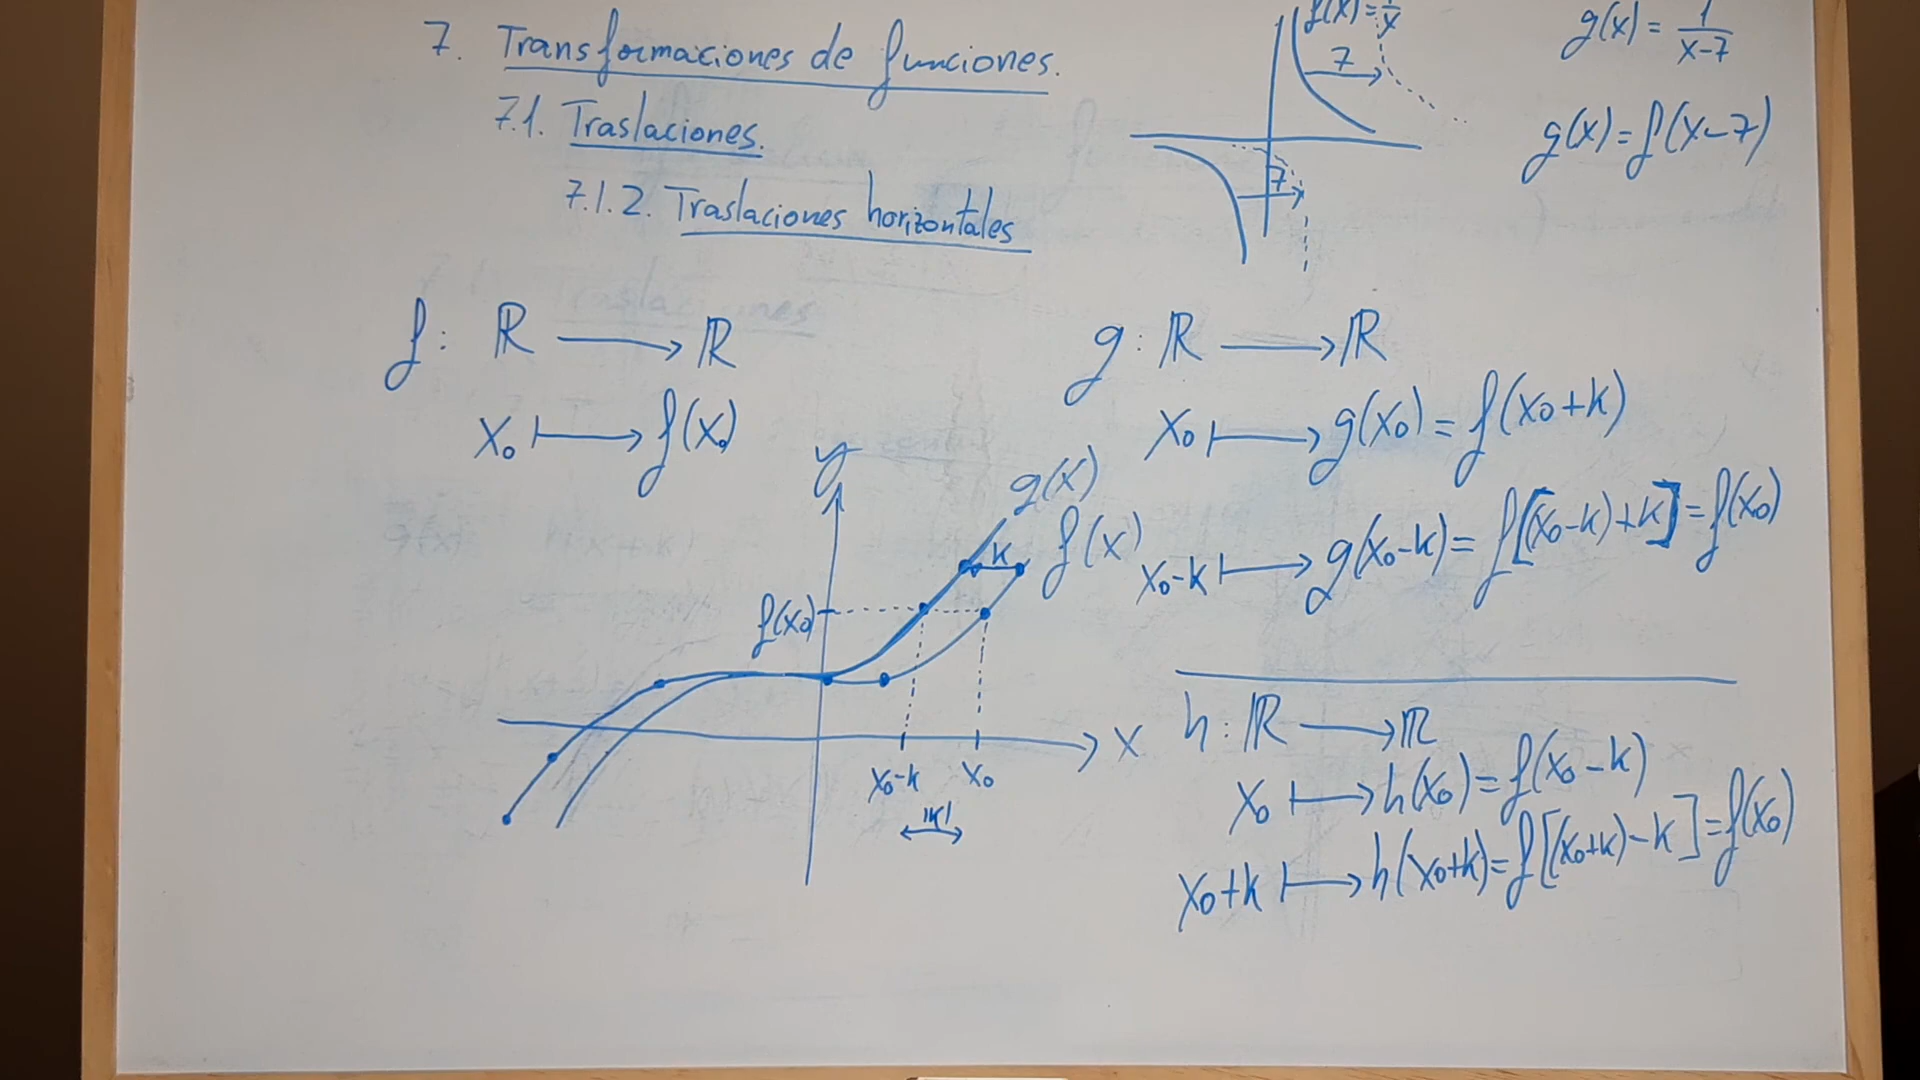 7. Transformaciones de funciones.
7.1. Traslaciones.
7.1.2. Traslaciones horizontales
f(x) = 1/x
7
7
g(x) = 1/(x-7)
g(x) = f(x-7)
f: ℝ ⟶ ℝ
x₀ ⟼ f(x₀)
g: ℝ ⟶ ℝ
x₀ ⟼ g(x₀) = f(x₀+k)
x₀-k ⟼ g(x₀-k) = f[(x₀-k)+k] = f(x₀)
y
g(x)
k
f(x)
f(x₀)
x
x₀-k x₀
|k|
h: ℝ ⟶ ℝ
x₀ ⟼ h(x₀) = f(x₀-k)
x₀+k ⟼ h(x₀+k) = f[(x₀+k)-k] = f(x₀)